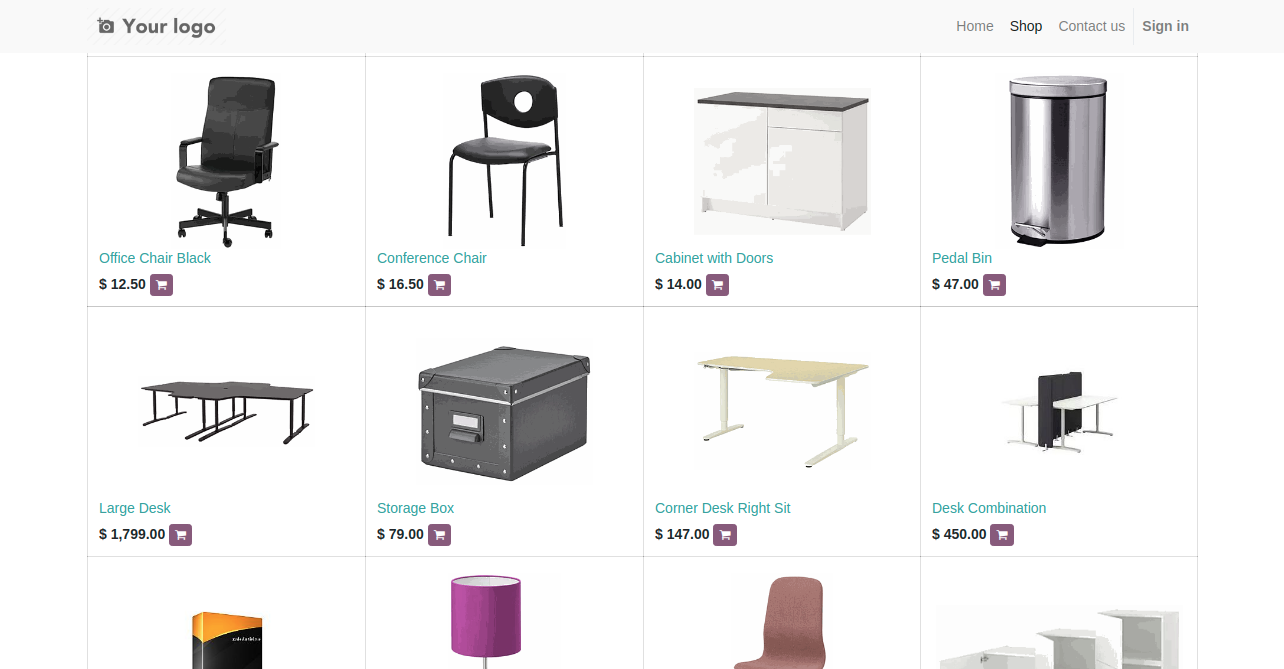 Your logo
Home Shop Contact us Sign in
Office Chair Black Conference Chair Cabinet with Doors Pedal Bin
$ 12.50 $ 16.50 $ 14.00 $ 47.00
Large Desk Storage Box Corner Desk Right Sit Desk Combination
$ 1,799.00 $ 79.00 $ 147.00 $ 450.00